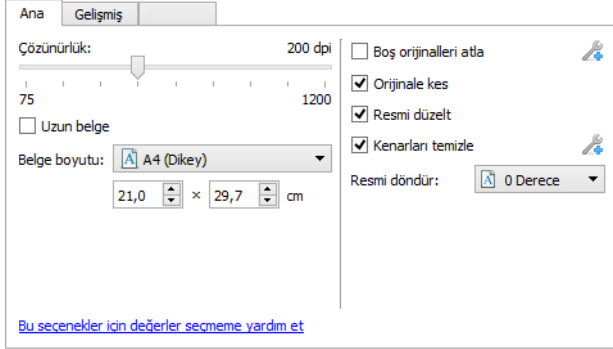 Ana
Gelişmiş
Çözünürlük:
200 dpi
75
1200
Uzun belge
Belge boyutu:
A4 (Dikey)
21,0 × 29,7 cm
Boş orijinalleri atla
Orijinale kes
Resmi düzelt
Kenarları temizle
Resmi döndür:
0 Derece
Bu seçenekler için değerler seçmeme yardım et